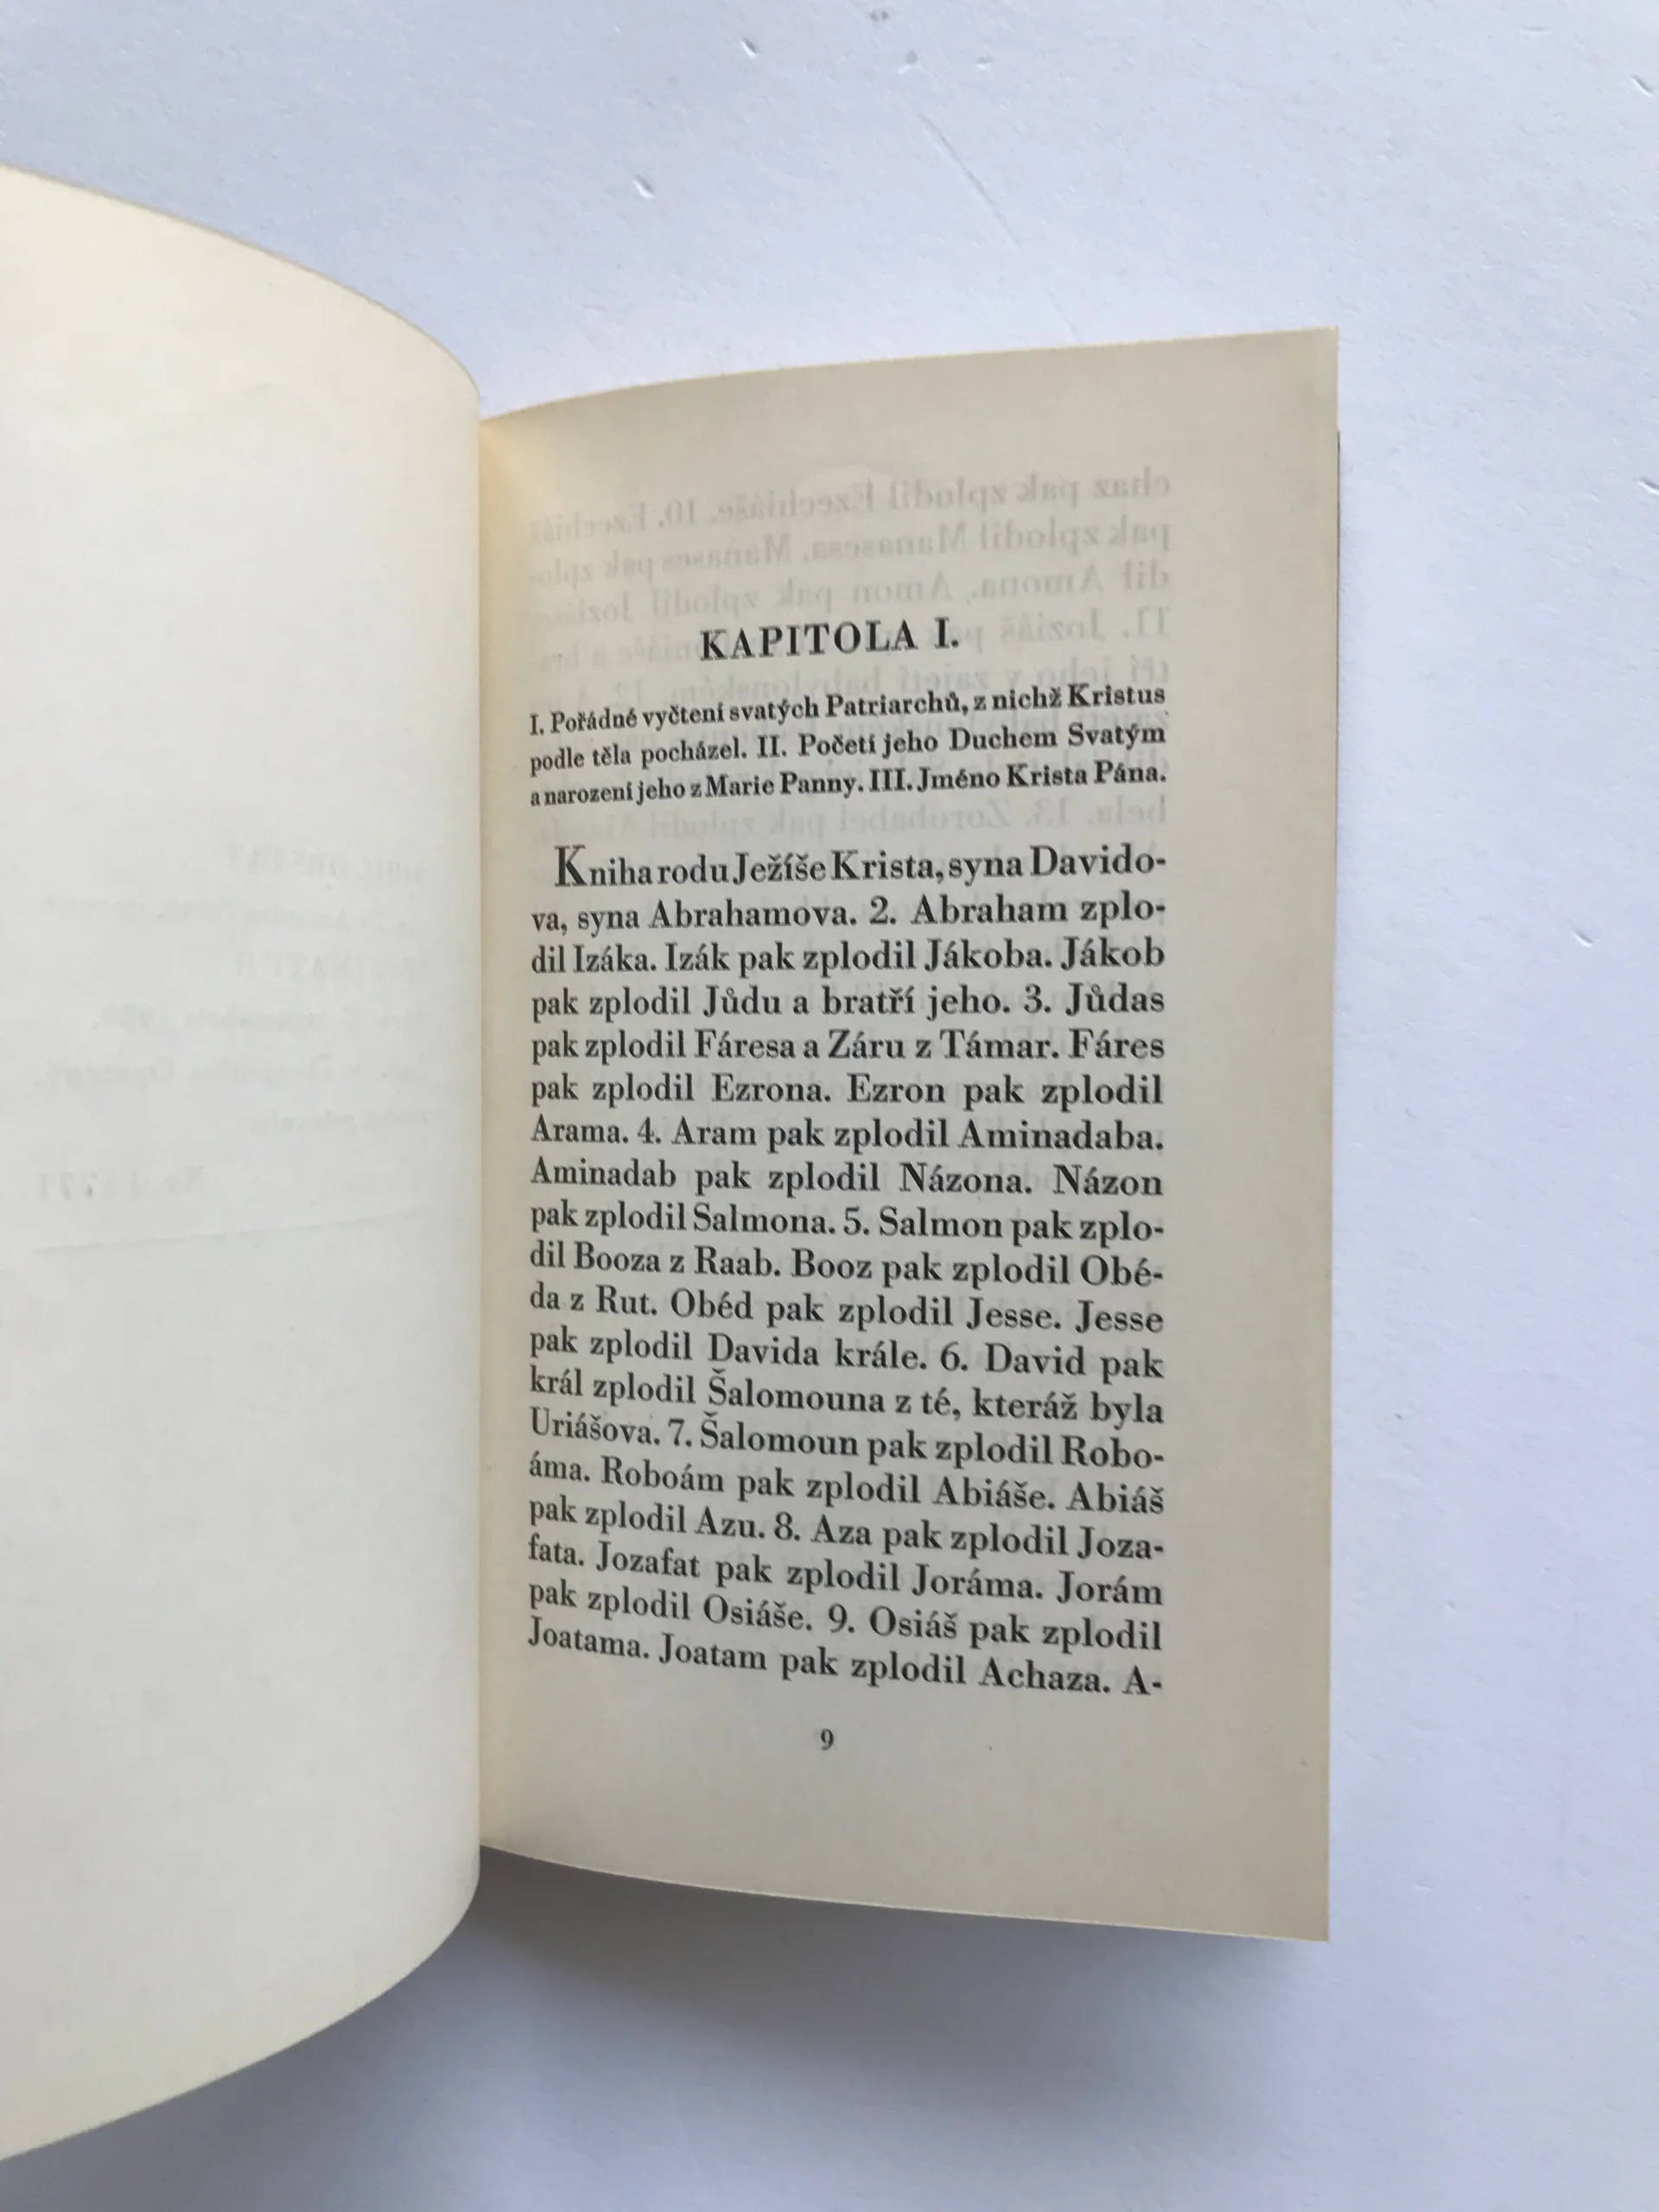 KAPITOLA I.
I. Pořádné vyčtení svatých Patriarchů, z nichž Kristus
podle těla pocházel. II. Početí jeho Duchem Svatým
a narození jeho z Marie Panny. III. Jméno Krista Pána.
Kniha rodu Ježíše Krista, syna Davido-
va, syna Abrahamova. 2. Abraham zplo-
dil Izáka. Izák pak zplodil Jákoba. Jákob
pak zplodil Jůdu a bratří jeho. 3. Jůdas
pak zplodil Fáresa a Záru z Támar. Fáres
pak zplodil Ezrona. Ezron pak zplodil
Arama. 4. Aram pak zplodil Aminadaba.
Aminadab pak zplodil Názona. Názon
pak zplodil Salmona. 5. Salmon pak zplo-
dil Booza z Raab. Booz pak zplodil Obé-
da z Rut. Obéd pak zplodil Jesse. Jesse
pak zplodil Davida krále. 6. David pak
král zplodil Šalomouna z té, kteráž byla
Uriášova. 7. Šalomoun pak zplodil Robo-
áma. Roboám pak zplodil Abiáše. Abiáš
pak zplodil Azu. 8. Aza pak zplodil Joza-
fata. Jozafat pak zplodil Joráma. Jorám
pak zplodil Osiáše. 9. Osiáš pak zplodil
Joatama. Joatam pak zplodil Achaza. A-
9